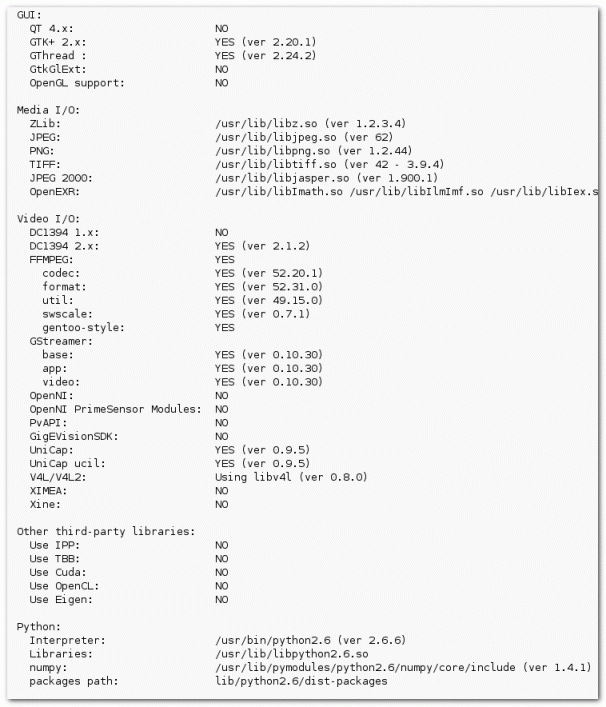 GUI:
QT 4.x: NO
GTK+ 2.x: YES (ver 2.20.1)
GThread : YES (ver 2.24.2)
GtkGlExt: NO
OpenGL support: NO
Media I/O:
ZLib: /usr/lib/libz.so (ver 1.2.3.4)
JPEG: /usr/lib/libjpeg.so (ver 62)
PNG: /usr/lib/libpng.so (ver 1.2.44)
TIFF: /usr/lib/libtiff.so (ver 42 - 3.9.4)
JPEG 2000: /usr/lib/libjasper.so (ver 1.900.1)
OpenEXR: /usr/lib/libImath.so /usr/lib/libIlmImf.so /usr/lib/libIex.s
Video I/O:
DC1394 1.x: NO
DC1394 2.x: YES (ver 2.1.2)
FFMPEG: YES
codec: YES (ver 52.20.1)
format: YES (ver 52.31.0)
util: YES (ver 49.15.0)
swscale: YES (ver 0.7.1)
gentoo-style: YES
GStreamer:
base: YES (ver 0.10.30)
app: YES (ver 0.10.30)
video: YES (ver 0.10.30)
OpenNI: NO
OpenNI PrimeSensor Modules: NO
PvAPI: NO
GigEVisionSDK: NO
UniCap: YES (ver 0.9.5)
UniCap ucil: YES (ver 0.9.5)
V4L/V4L2: Using libv4l (ver 0.8.0)
XIMEA: NO
Xine: NO
Other third-party libraries:
Use IPP: NO
Use TBB: NO
Use Cuda: NO
Use OpenCL: NO
Use Eigen: NO
Python:
Interpreter: /usr/bin/python2.6 (ver 2.6.6)
Libraries: /usr/lib/libpython2.6.so
numpy: /usr/lib/pymodules/python2.6/numpy/core/include (ver 1.4.1)
packages path: lib/python2.6/dist-packages